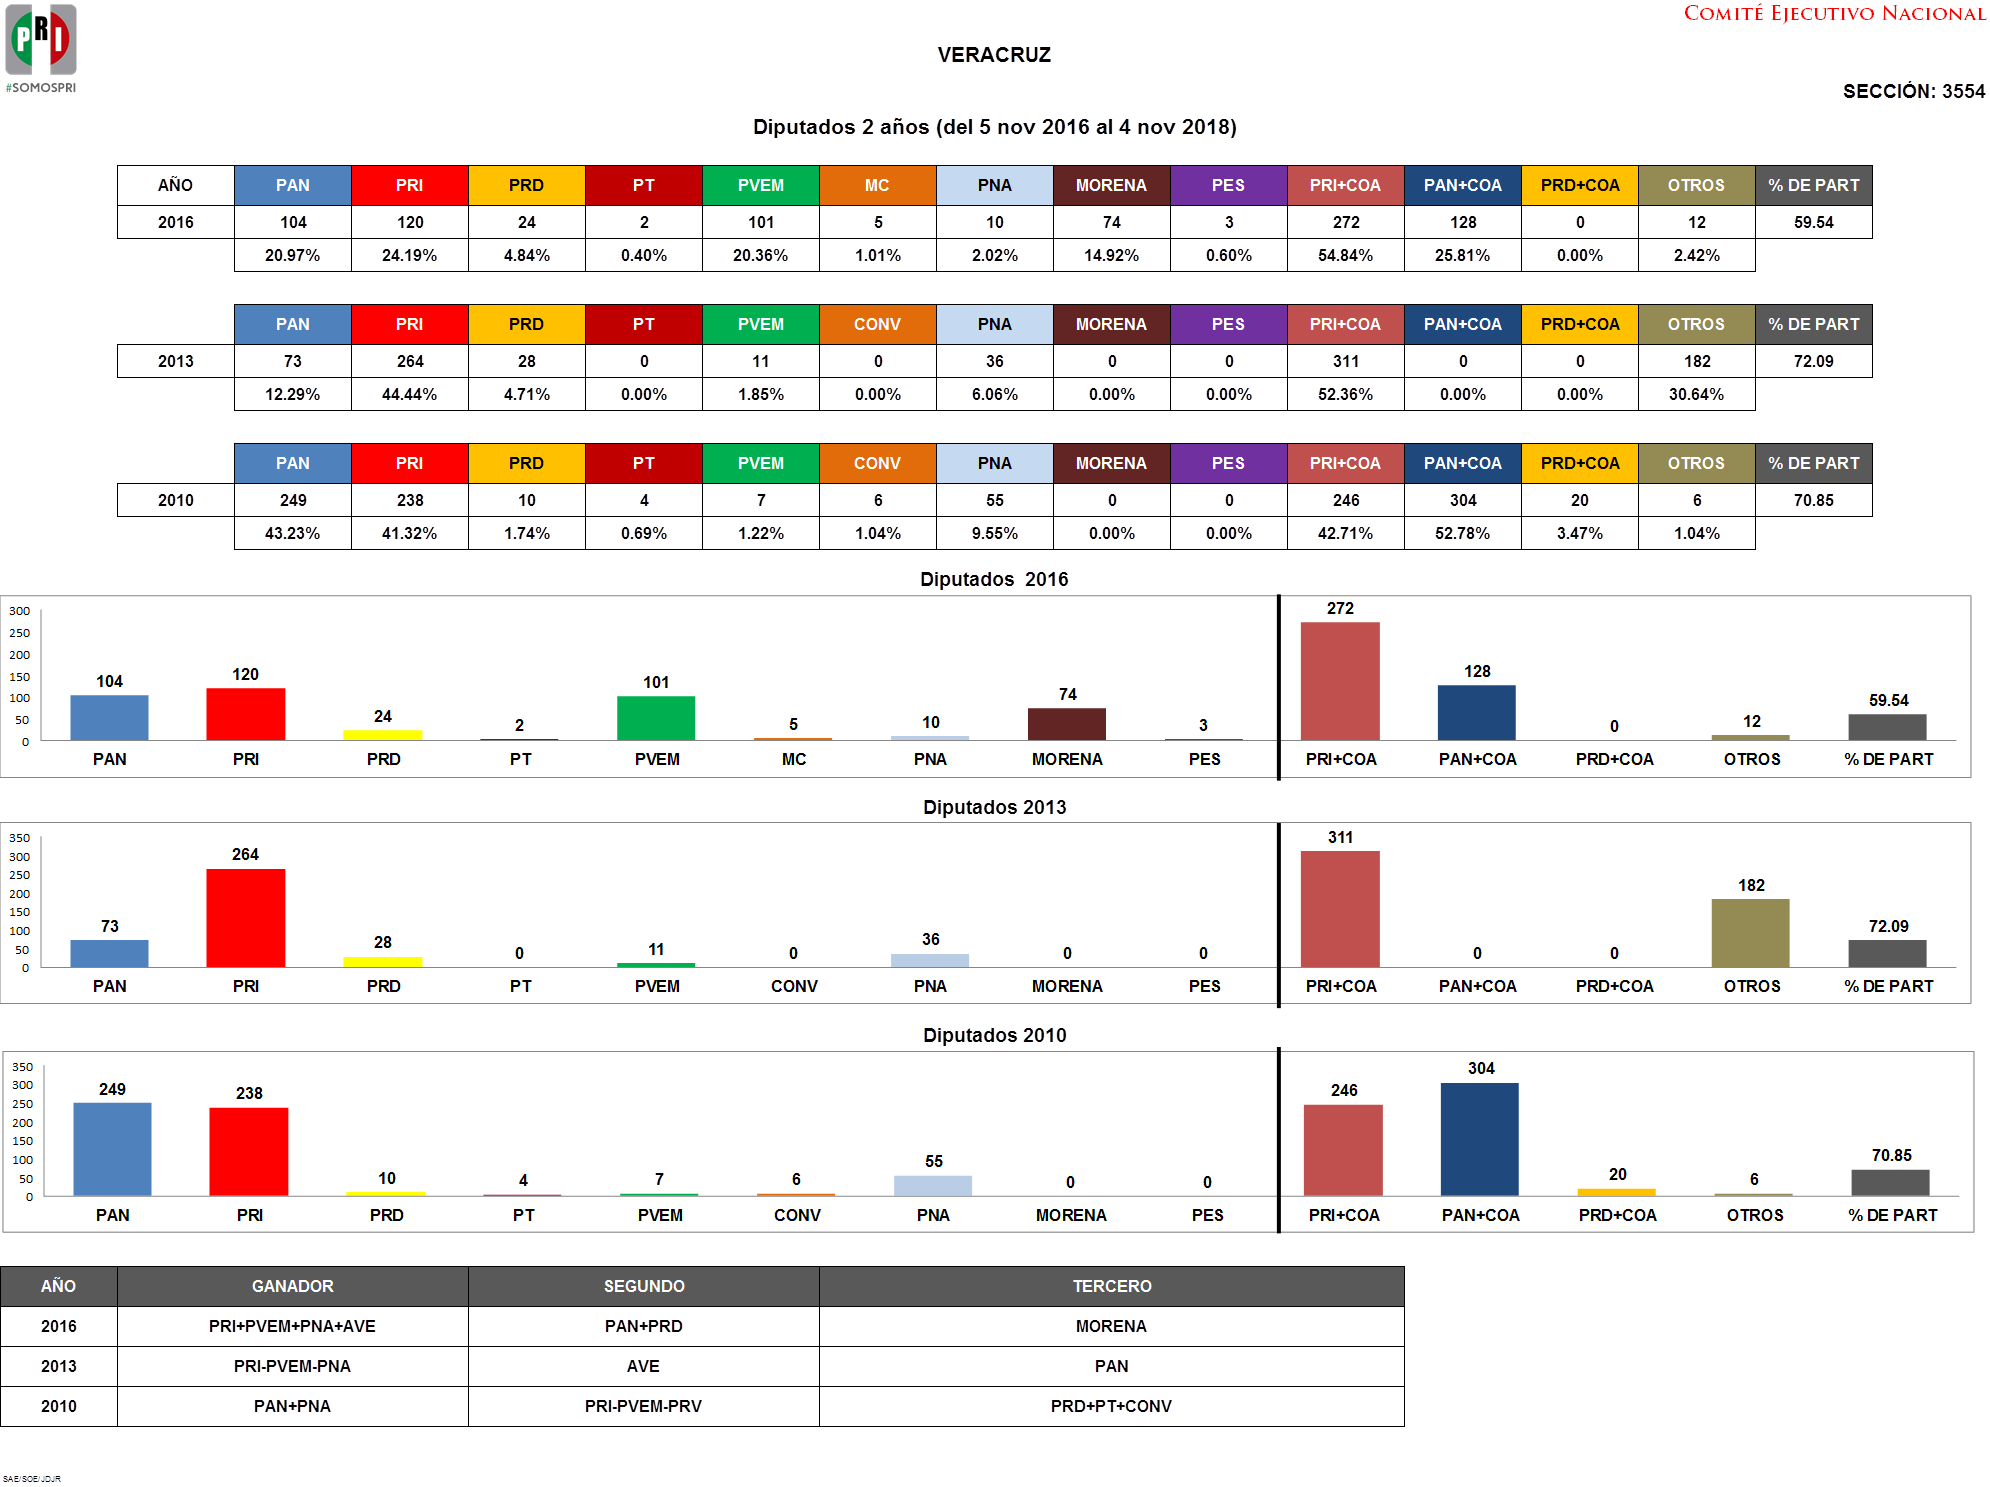 PRI
#SOMOSPRI
COMITÉ EJECUTIVO NACIONAL
VERACRUZ
SECCIÓN: 3554
Diputados 2 años (del 5 nov 2016 al 4 nov 2018)
AÑO PAN PRI PRD PT PVEM MC PNA MORENA PES PRI+COA PAN+COA PRD+COA OTROS % DE PART
2016 104 120 24 2 101 5 10 74 3 272 128 0 12 59.54
20.97% 24.19% 4.84% 0.40% 20.36% 1.01% 2.02% 14.92% 0.60% 54.84% 25.81% 0.00% 2.42%
PAN PRI PRD PT PVEM CONV PNA MORENA PES PRI+COA PAN+COA PRD+COA OTROS % DE PART
2013 73 264 28 0 11 0 36 0 0 311 0 0 182 72.09
12.29% 44.44% 4.71% 0.00% 1.85% 0.00% 6.06% 0.00% 0.00% 52.36% 0.00% 0.00% 30.64%
PAN PRI PRD PT PVEM CONV PNA MORENA PES PRI+COA PAN+COA PRD+COA OTROS % DE PART
2010 249 238 10 4 7 6 55 0 0 246 304 20 6 70.85
43.23% 41.32% 1.74% 0.69% 1.22% 1.04% 9.55% 0.00% 0.00% 42.71% 52.78% 3.47% 1.04%
Diputados 2016
300
250
200
150
100
50
0
104 120 24 2 101 5 10 74 3 272 128 0 12 59.54
PAN PRI PRD PT PVEM MC PNA MORENA PES PRI+COA PAN+COA PRD+COA OTROS % DE PART
Diputados 2013
350
300
250
200
150
100
50
0
73 264 28 0 11 0 36 0 0 311 0 0 182 72.09
PAN PRI PRD PT PVEM CONV PNA MORENA PES PRI+COA PAN+COA PRD+COA OTROS % DE PART
Diputados 2010
350
300
250
200
150
100
50
0
249 238 10 4 7 6 55 0 0 246 304 20 6 70.85
PAN PRI PRD PT PVEM CONV PNA MORENA PES PRI+COA PAN+COA PRD+COA OTROS % DE PART
AÑO GANADOR SEGUNDO TERCERO
2016 PRI+PVEM+PNA+AVE PAN+PRD MORENA
2013 PRI-PVEM-PNA AVE PAN
2010 PAN+PNA PRI-PVEM-PRV PRD+PT+CONV
SAE/SOE/JDJR